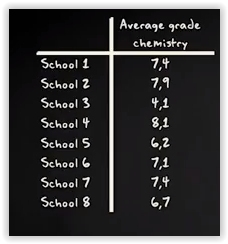 Average grade
chemistry
School 1 7,4
School 2 7,9
School 3 4,1
School 4 8,1
School 5 6,2
School 6 7,1
School 7 7,4
School 8 6,7